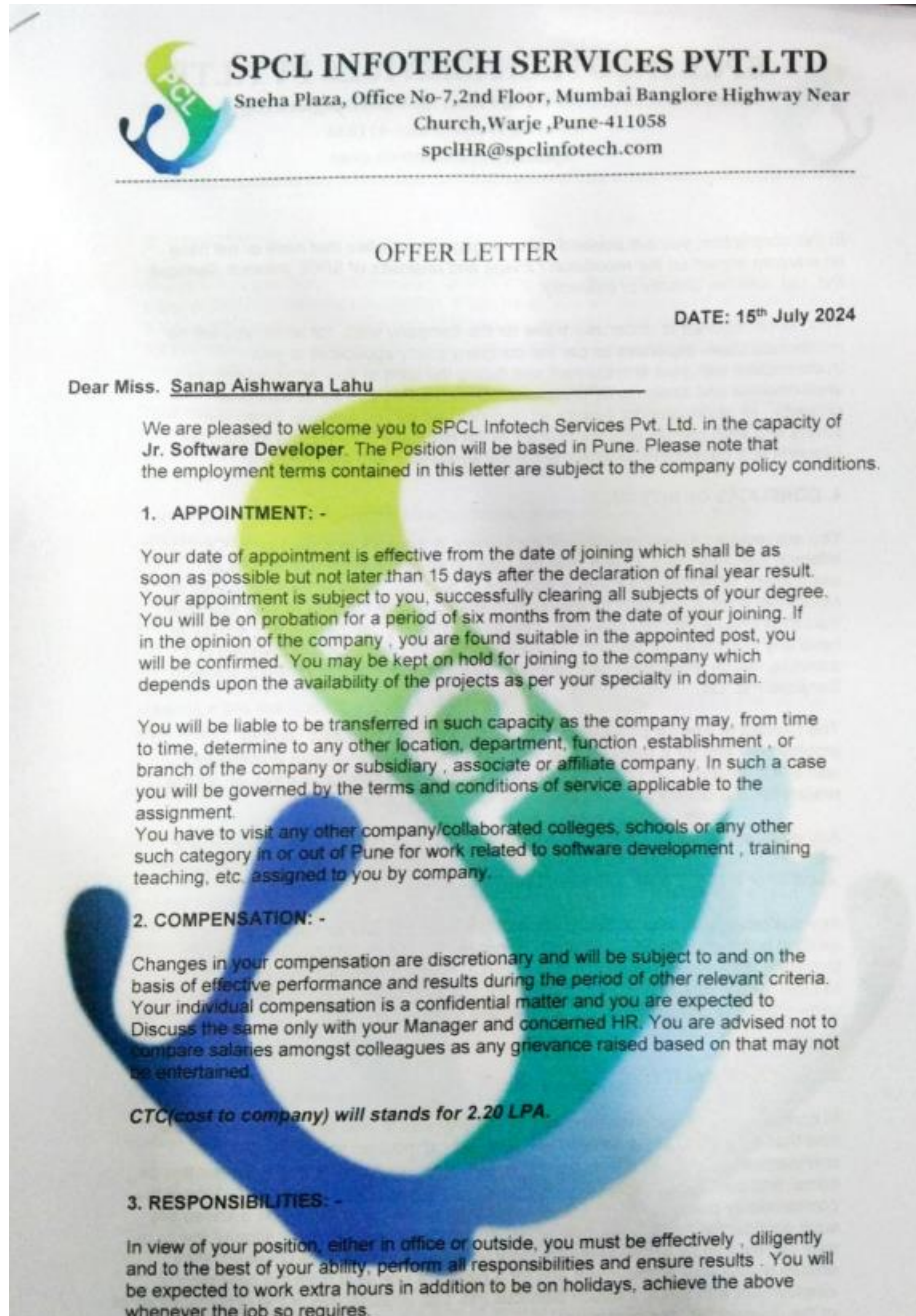 PCL
SPCL INFOTECH SERVICES PVT.LTD
Sneha Plaza, Office No-7,2nd Floor, Mumbai Banglore Highway Near
Church,Warje ,Pune-411058
spclHR@spclinfotech.com
OFFER LETTER
DATE: 15th July 2024
Dear Miss. Sanap Aishwarya Lahu
We are pleased to welcome you to SPCL Infotech Services Pvt. Ltd. in the capacity of
Jr. Software Developer. The Position will be based in Pune. Please note that
the employment terms contained in this letter are subject to the company policy conditions.
1. APPOINTMENT: -
Your date of appointment is effective from the date of joining which shall be as
soon as possible but not later than 15 days after the declaration of final year result.
Your appointment is subject to you, successfully clearing all subjects of your degree.
You will be on probation for a period of six months from the date of your joining. If
in the opinion of the company , you are found suitable in the appointed post, you
will be confirmed. You may be kept on hold for joining to the company which
depends upon the availability of the projects as per your specialty in domain.
You will be liable to be transferred in such capacity as the company may, from time
to time, determine to any other location, department, function ,establishment , or
branch of the company or subsidiary , associate or affiliate company. In such a case
you will be governed by the terms and conditions of service applicable to the
assignment.
You have to visit any other company/collaborated colleges, schools or any other
such category in or out of Pune for work related to software development , training
teaching, etc. assigned to you by company.
2. COMPENSATION: -
Changes in your compensation are discretionary and will be subject to and on the
basis of effective performance and results during the period of other relevant criteria.
Your individual compensation is a confidential matter and you are expected to
Discuss the same only with your Manager and concerned HR. You are advised not to
compare salaries amongst colleagues as any grievance raised based on that may not
be entertained.
CTC(cost to company) will stands for 2.20 LPA.
3. RESPONSIBILITIES: -
In view of your position, either in office or outside, you must be effectively , diligently
and to the best of your ability, perform all responsibilities and ensure results . You will
be expected to work extra hours in addition to be on holidays, achieve the above
whenever the job so requires.